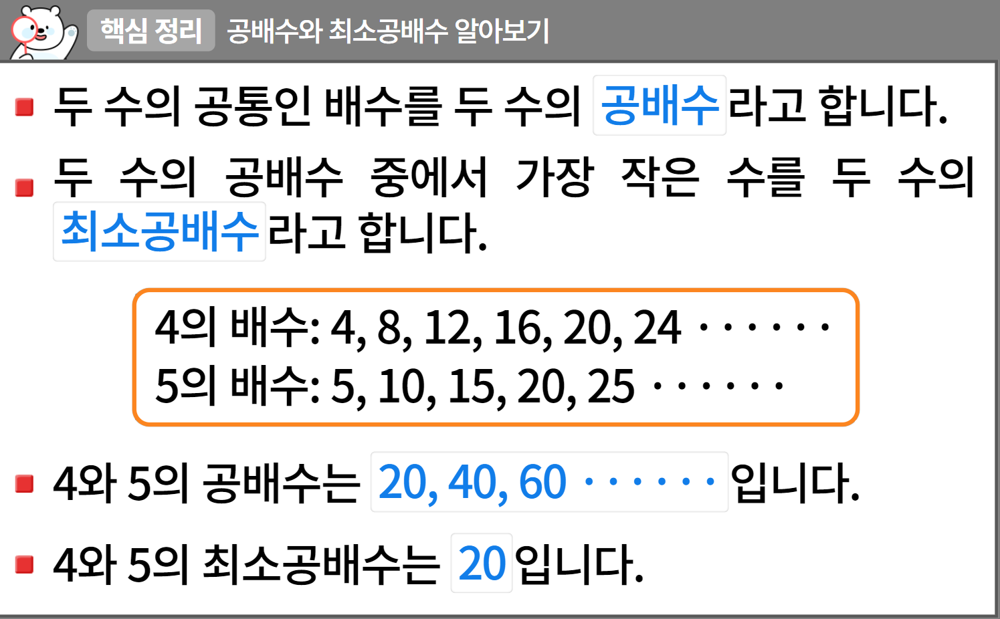 핵심 정리 공배수와 최소공배수 알아보기
두 수의 공통인 배수를 두 수의 공배수라고 합니다.
두 수의 공배수 중에서 가장 작은 수를 두 수의
최소공배수라고 합니다.
4의 배수: 4, 8, 12, 16, 20, 24 ······
5의 배수: 5, 10, 15, 20, 25 ······
4와 5의 공배수는 20, 40, 60 ······입니다.
4와 5의 최소공배수는 20입니다.